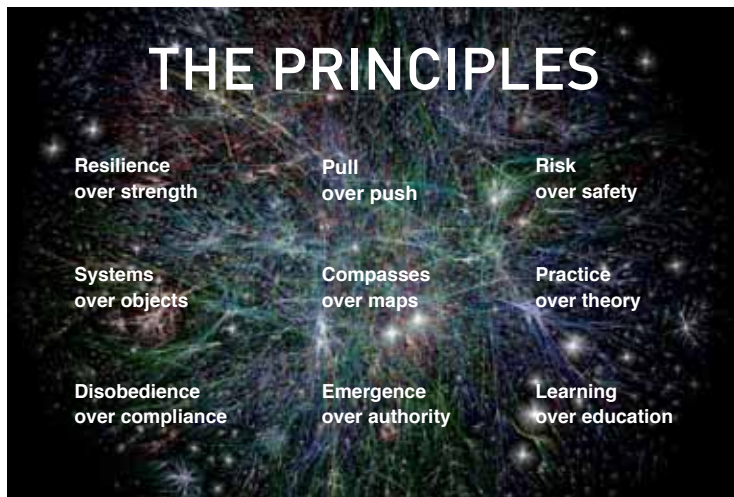 THE PRINCIPLES
Resilience
over strength
Pull
over push
Risk
over safety
Systems
over objects
Compasses
over maps
Practice
over theory
Disobedience
over compliance
Emergence
over authority
Learning
over education